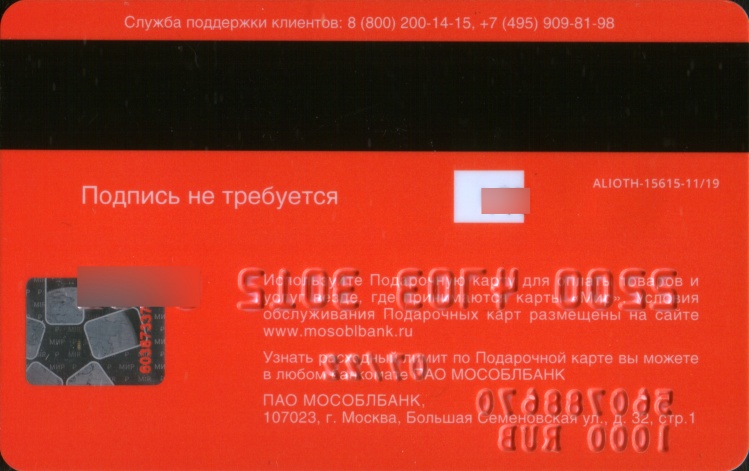 Служба поддержки клиентов: 8 (800) 200-14-15, +7 (495) 909-81-98
Подпись не требуется
ALIOTH-15615-11/19
Используйте Подарочную карту для оплаты товаров и
услуг везде, где принимаются карты «Мир». Условия
обслуживания Подарочных карт размещены на сайте
www.mosoblbank.ru
Узнать расходный лимит по Подарочной карте вы можете
в любом банкомате ПАО МОСОБЛБАНК
ПАО МОСОБЛБАНК,
107023, г. Москва, Большая Семеновская ул., д. 32, стр.1
1000 RUB